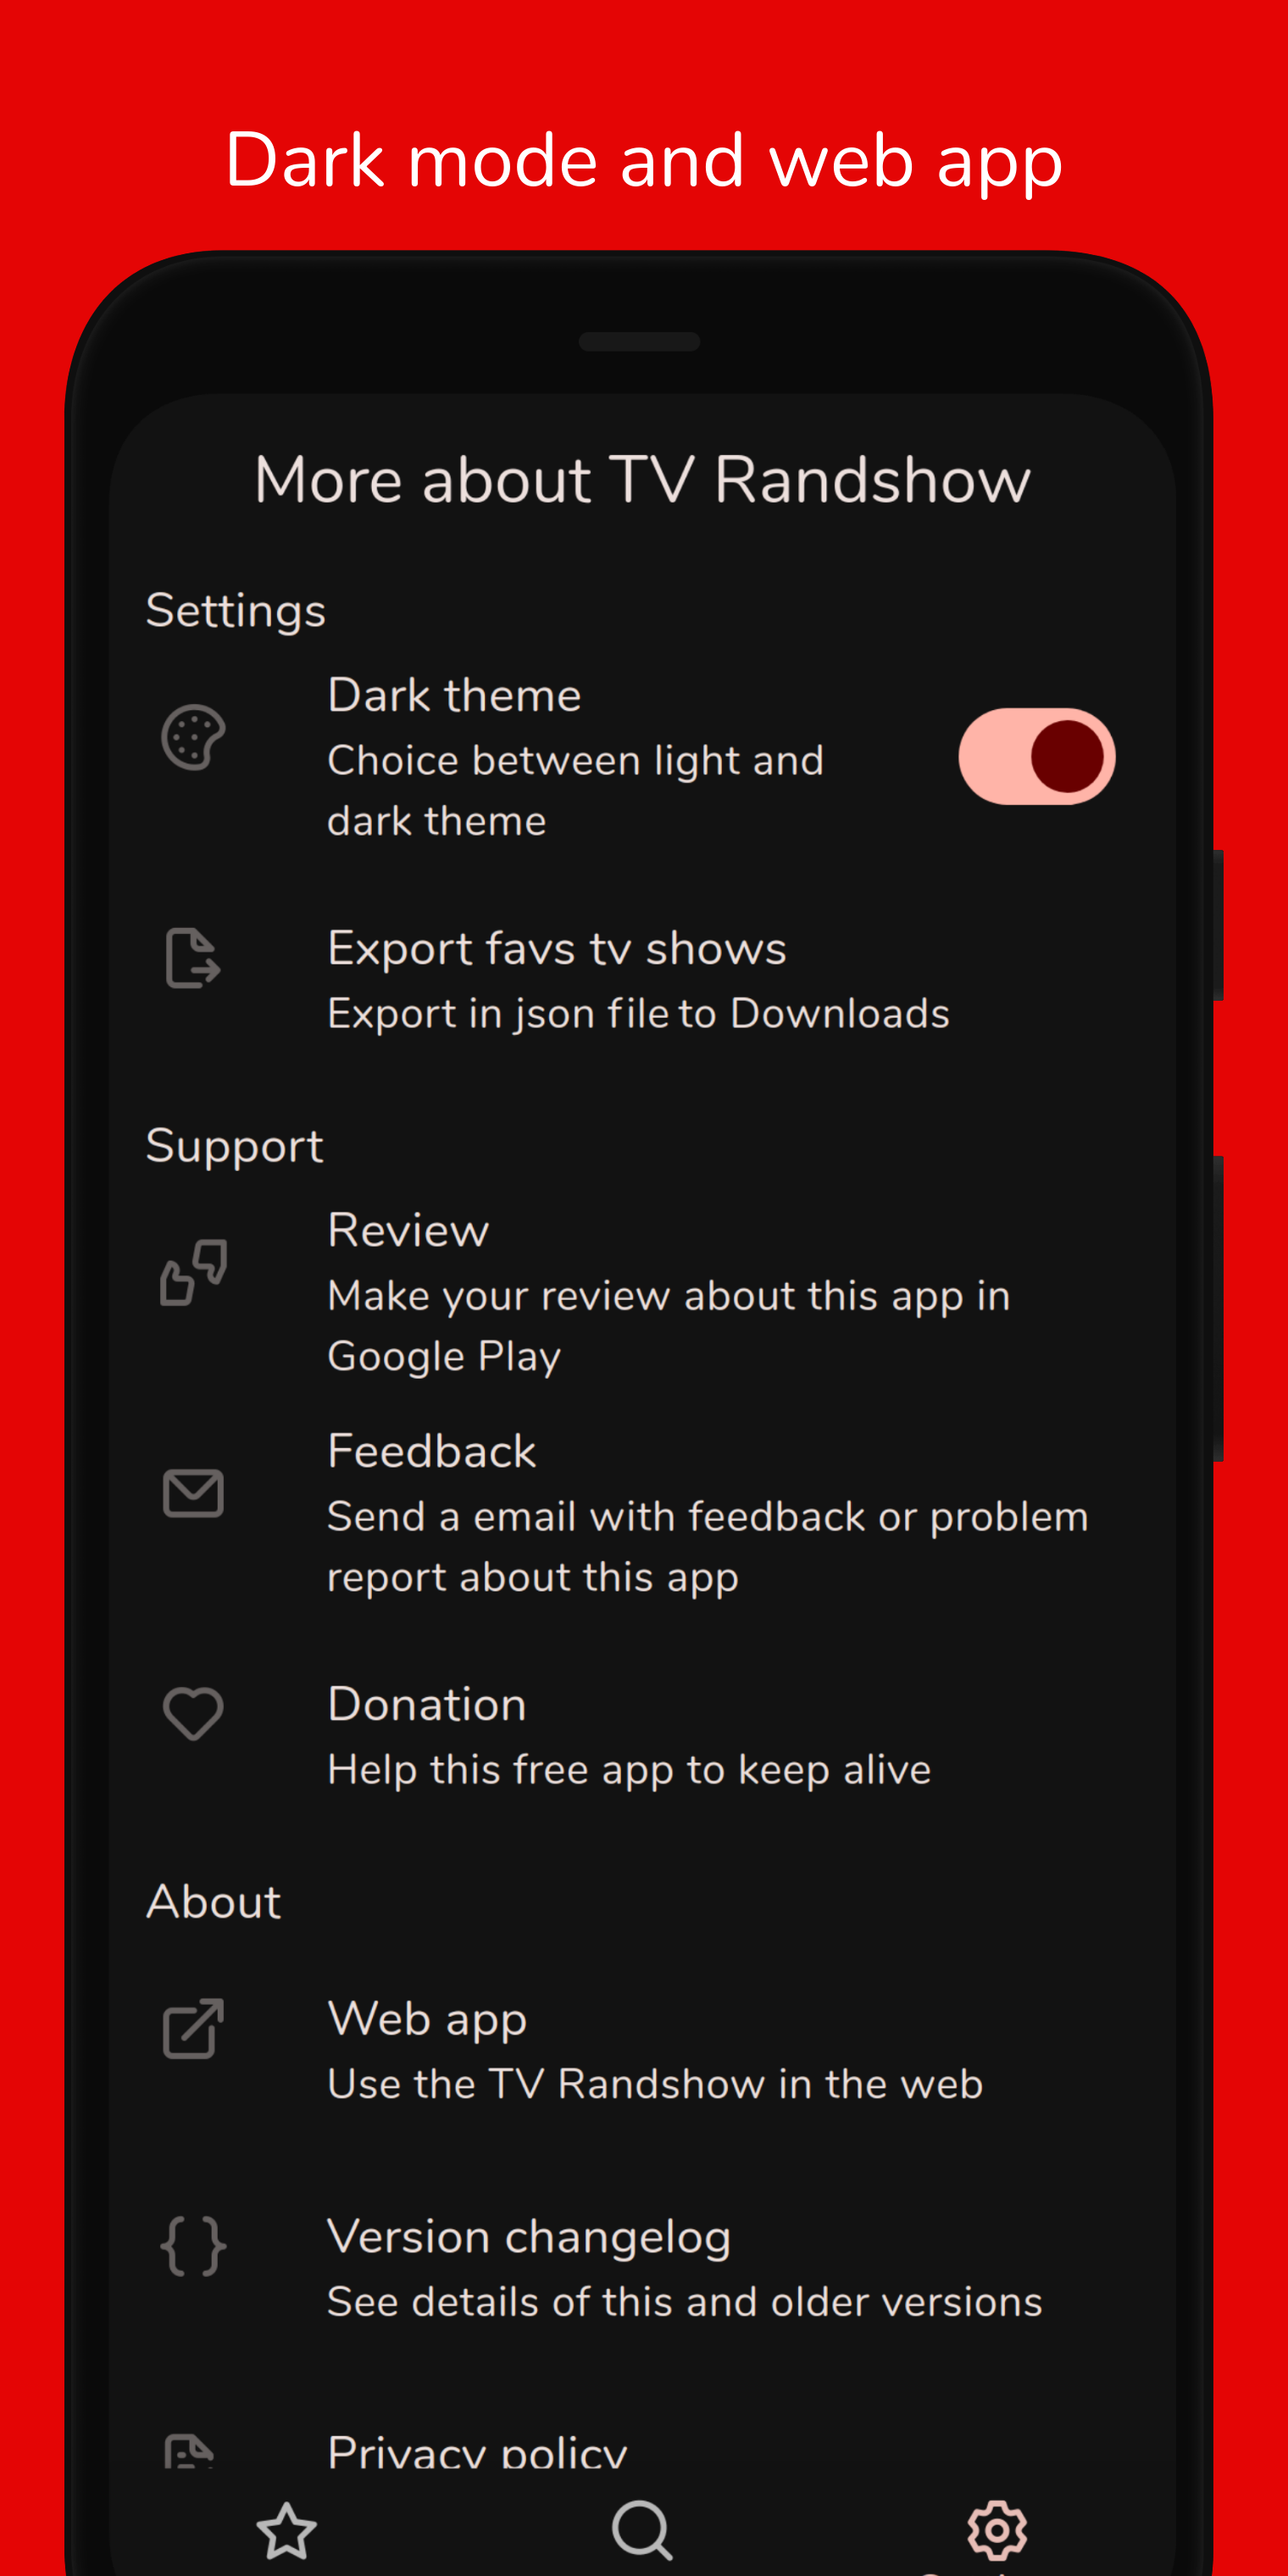 Dark mode and web app
More about TV Randshow
Settings
Dark theme
Choice between light and
dark theme
Export favs tv shows
Export in json file to Downloads
Support
Review
Make your review about this app in
Google Play
Feedback
Send a email with feedback or problem
report about this app
Donation
Help this free app to keep alive
About
Web app
Use the TV Randshow in the web
Version changelog
See details of this and older versions
Privacy policy